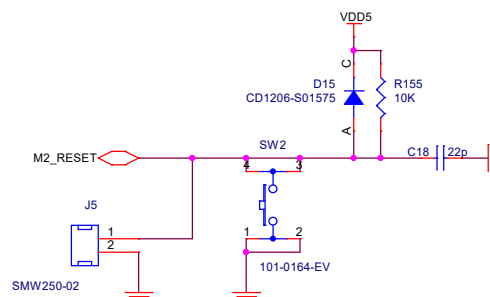 VDD5
C
D15
R155
CD1206-S01575
10K
A
SW2
C18
22p
M2_RESET
4
3
J5
1
2
1
2
101-0164-EV
SMW250-02